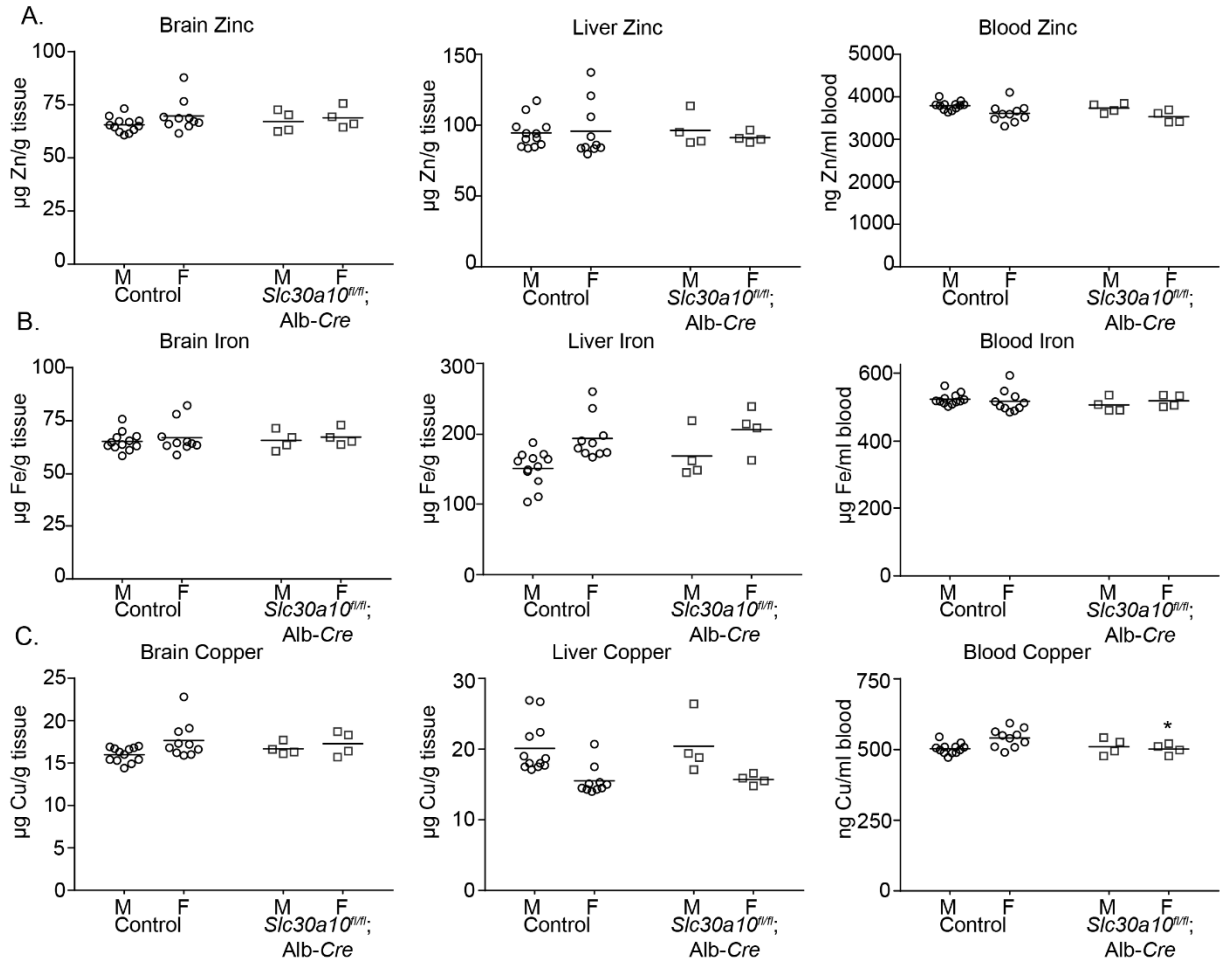 A.
Brain Zinc
µg Zn/g tissue
100
75
50
25
0
M F M F
Control Slc30a10fl/fl;
Alb-Cre
Liver Zinc
µg Zn/g tissue
150
100
50
0
M F M F
Control Slc30a10fl/fl;
Alb-Cre
Blood Zinc
ng Zn/ml blood
5000
4000
3000
2000
1000
0
M F M F
Control Slc30a10fl/fl;
Alb-Cre
B.
Brain Iron
µg Fe/g tissue
100
75
50
25
0
M F M F
Control Slc30a10fl/fl;
Alb-Cre
Liver Iron
µg Fe/g tissue
300
200
100
0
M F M F
Control Slc30a10fl/fl;
Alb-Cre
Blood Iron
µg Fe/ml blood
600
400
200
0
M F M F
Control Slc30a10fl/fl;
Alb-Cre
C.
Brain Copper
µg Cu/g tissue
25
20
15
10
5
0
M F M F
Control Slc30a10fl/fl;
Alb-Cre
Liver Copper
µg Cu/g tissue
30
20
10
0
M F M F
Control Slc30a10fl/fl;
Alb-Cre
Blood Copper
ng Cu/ml blood
750
500
250
0
*
M F M F
Control Slc30a10fl/fl;
Alb-Cre